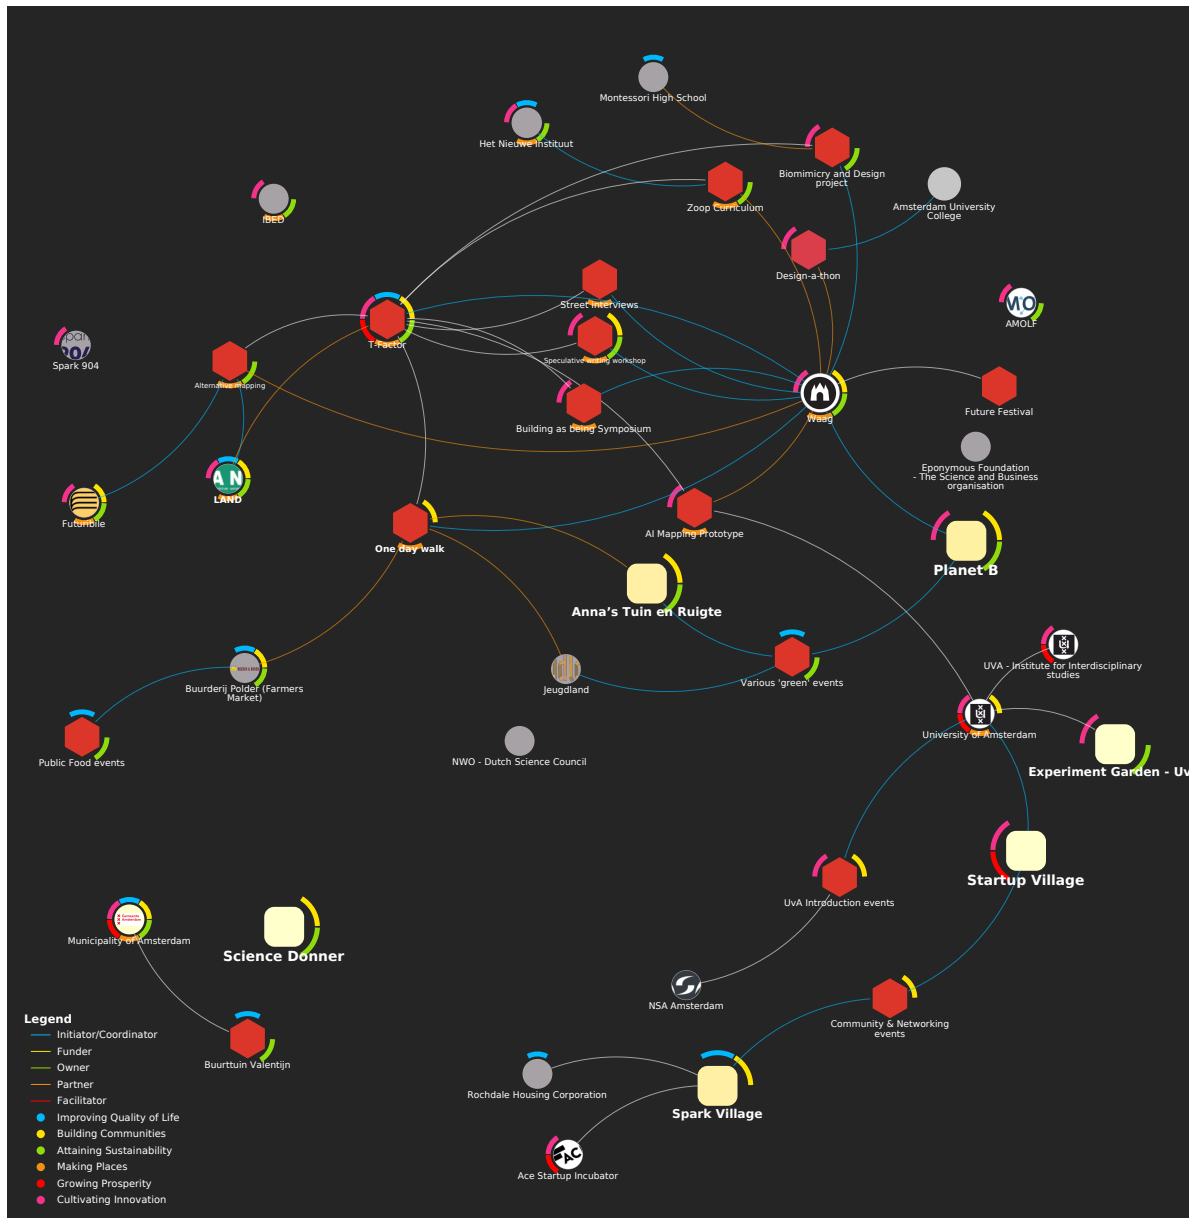 Montessori High School
Het Nieuwe Instituut
Biomimicry and Design
project
Zoop Curriculum
Amsterdam University
College
IBED
Design-a-thon
Street Interviews
AMOLF
T-Factor
Spark 904
Speculative writing workshop
Alternative mapping
Waag
Future Festival
Building as being Symposium
Eponymous Foundation
- The Science and Business
organisation
AN
LAND
Futuribile
AI Mapping Prototype
One day walk
Planet B
Anna’s Tuin en Ruigte
UVA - Institute for Interdisciplinary
studies
Various 'green' events
Jeugdland
Buurderij Polder (Farmers
Market)
University of Amsterdam
Public Food events
NWO - Dutch Science Council
Experiment Garden - Uv
Startup Village
UvA Introduction events
Gemeente
Amsterdam
Municipality of Amsterdam
Science Donner
NSA Amsterdam
Community & Networking
events
Buurttuin Valentijn
Rochdale Housing Corporation
Spark Village
Ace Startup Incubator
Legend
Initiator/Coordinator
Funder
Owner
Partner
Facilitator
Improving Quality of Life
Building Communities
Attaining Sustainability
Making Places
Growing Prosperity
Cultivating Innovation